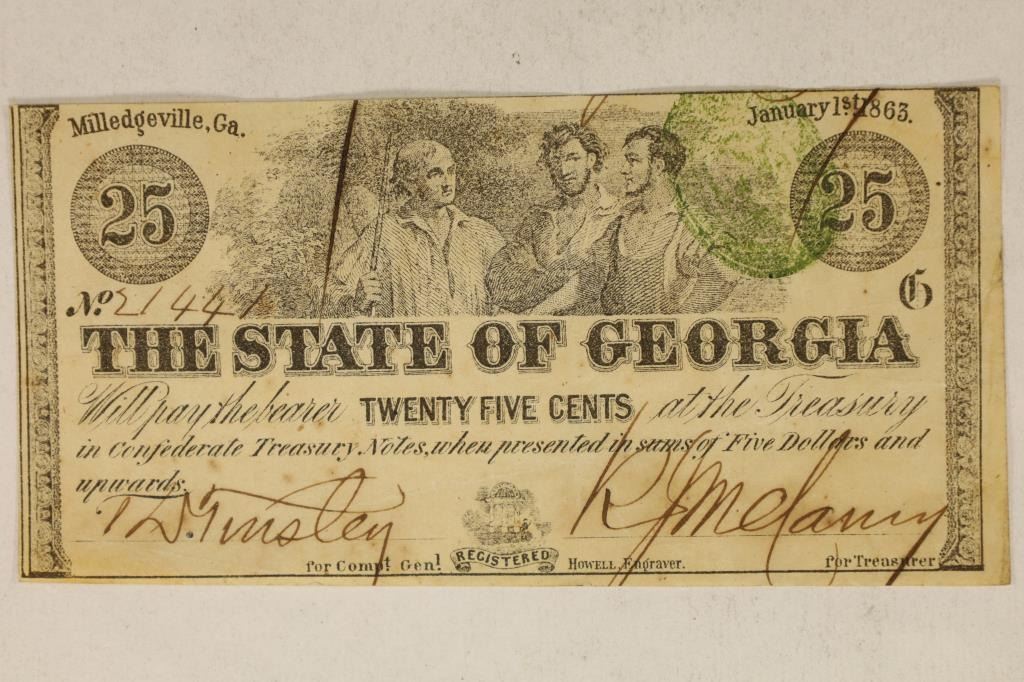 Milledgeville, Ga.
January 1st 1863.
25
25
No. 21441
G
THE STATE OF GEORGIA
Will pay the bearer TWENTY FIVE CENTS at the Treasury
in Confederate Treasury Notes, when presented in sums of Five Dollars and
upwards.
Tinsley
for Compt. Genl.
REGISTERED
HOWELL, Engraver.
for Treasurer